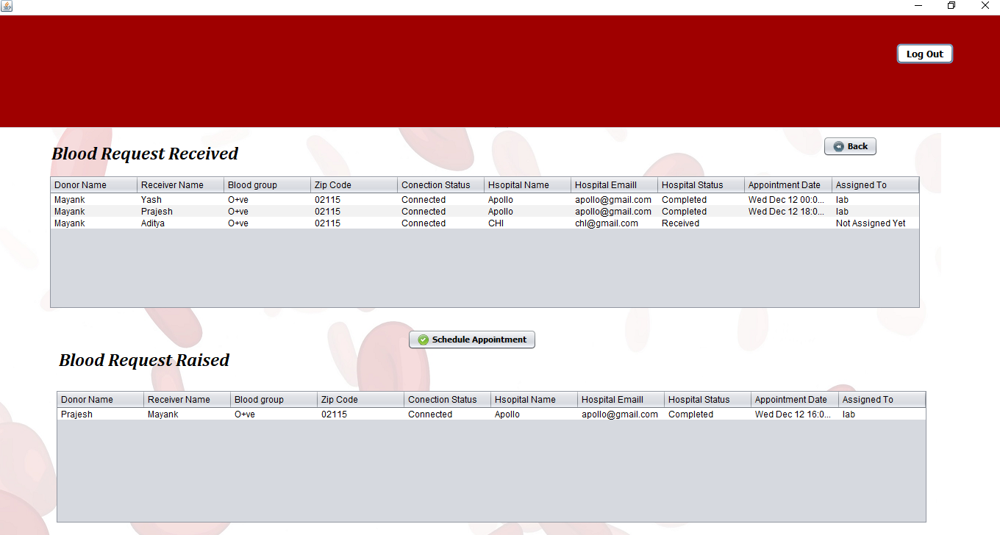 Log Out
Blood Request Received
Back
Donor Name Receiver Name Blood group Zip Code Conection Status Hsopital Name Hospital Emaill Hospital Status Appointment Date Assigned To
Mayank Yash O+ve 02115 Connected Apollo apollo@gmail.com Completed Wed Dec 12 00:0... lab
Mayank Prajesh O+ve 02115 Connected Apollo apollo@gmail.com Completed Wed Dec 12 18:0... lab
Mayank Aditya O+ve 02115 Connected CHI chI@gmail.com Received Not Assigned Yet
Schedule Appointment
Blood Request Raised
Donor Name Receiver Name Blood group Zip Code Conection Status Hsopital Name Hospital Emaill Hospital Status Appointment Date Assigned To
Prajesh Mayank O+ve 02115 Connected Apollo apollo@gmail.com Completed Wed Dec 12 16:0... lab